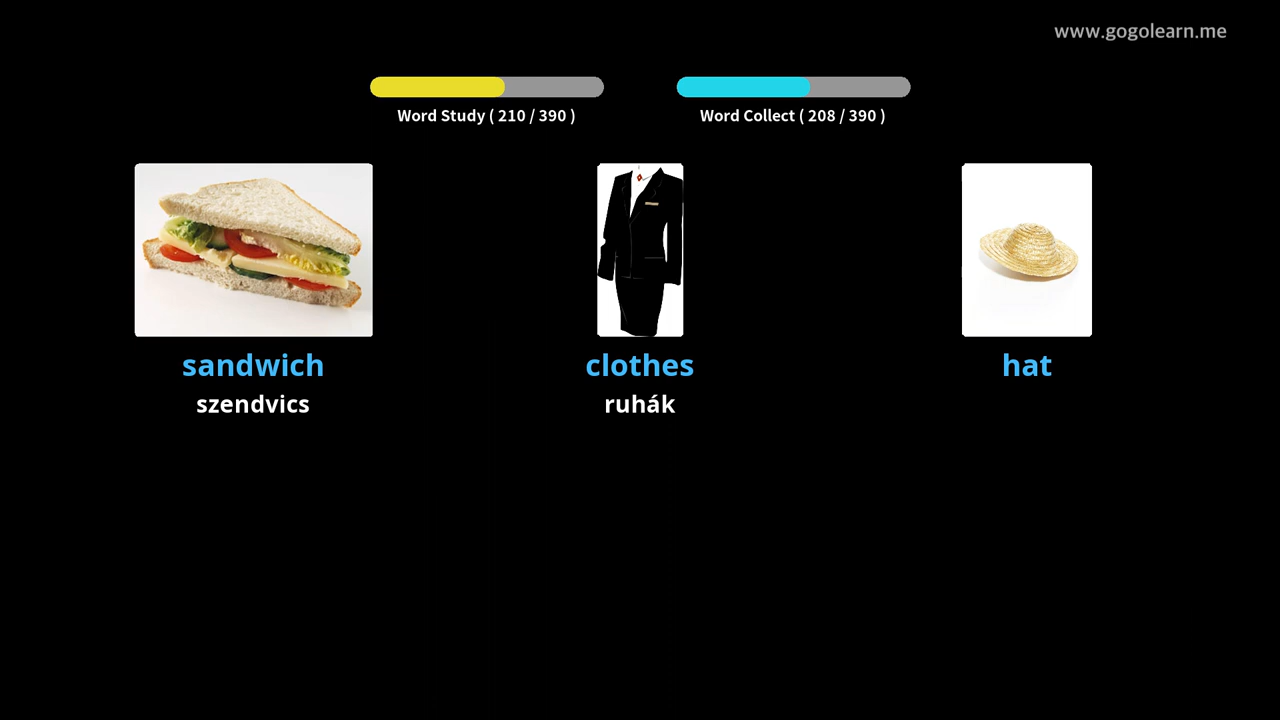 www.gogolearn.me
Word Study ( 210 / 390 )
Word Collect ( 208 / 390 )
sandwich
szendvics
clothes
ruhák
hat